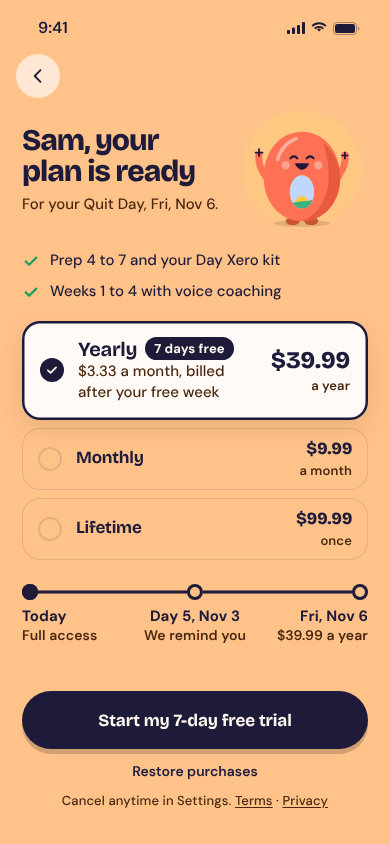 9:41
Sam, your
plan is ready
For your Quit Day, Fri, Nov 6.
Prep 4 to 7 and your Day Xero kit
Weeks 1 to 4 with voice coaching
Yearly 7 days free
$3.33 a month, billed
after your free week
$39.99
a year
Monthly
$9.99
a month
Lifetime
$99.99
once
Today
Full access
Day 5, Nov 3
We remind you
Fri, Nov 6
$39.99 a year
Start my 7-day free trial
Restore purchases
Cancel anytime in Settings. Terms · Privacy